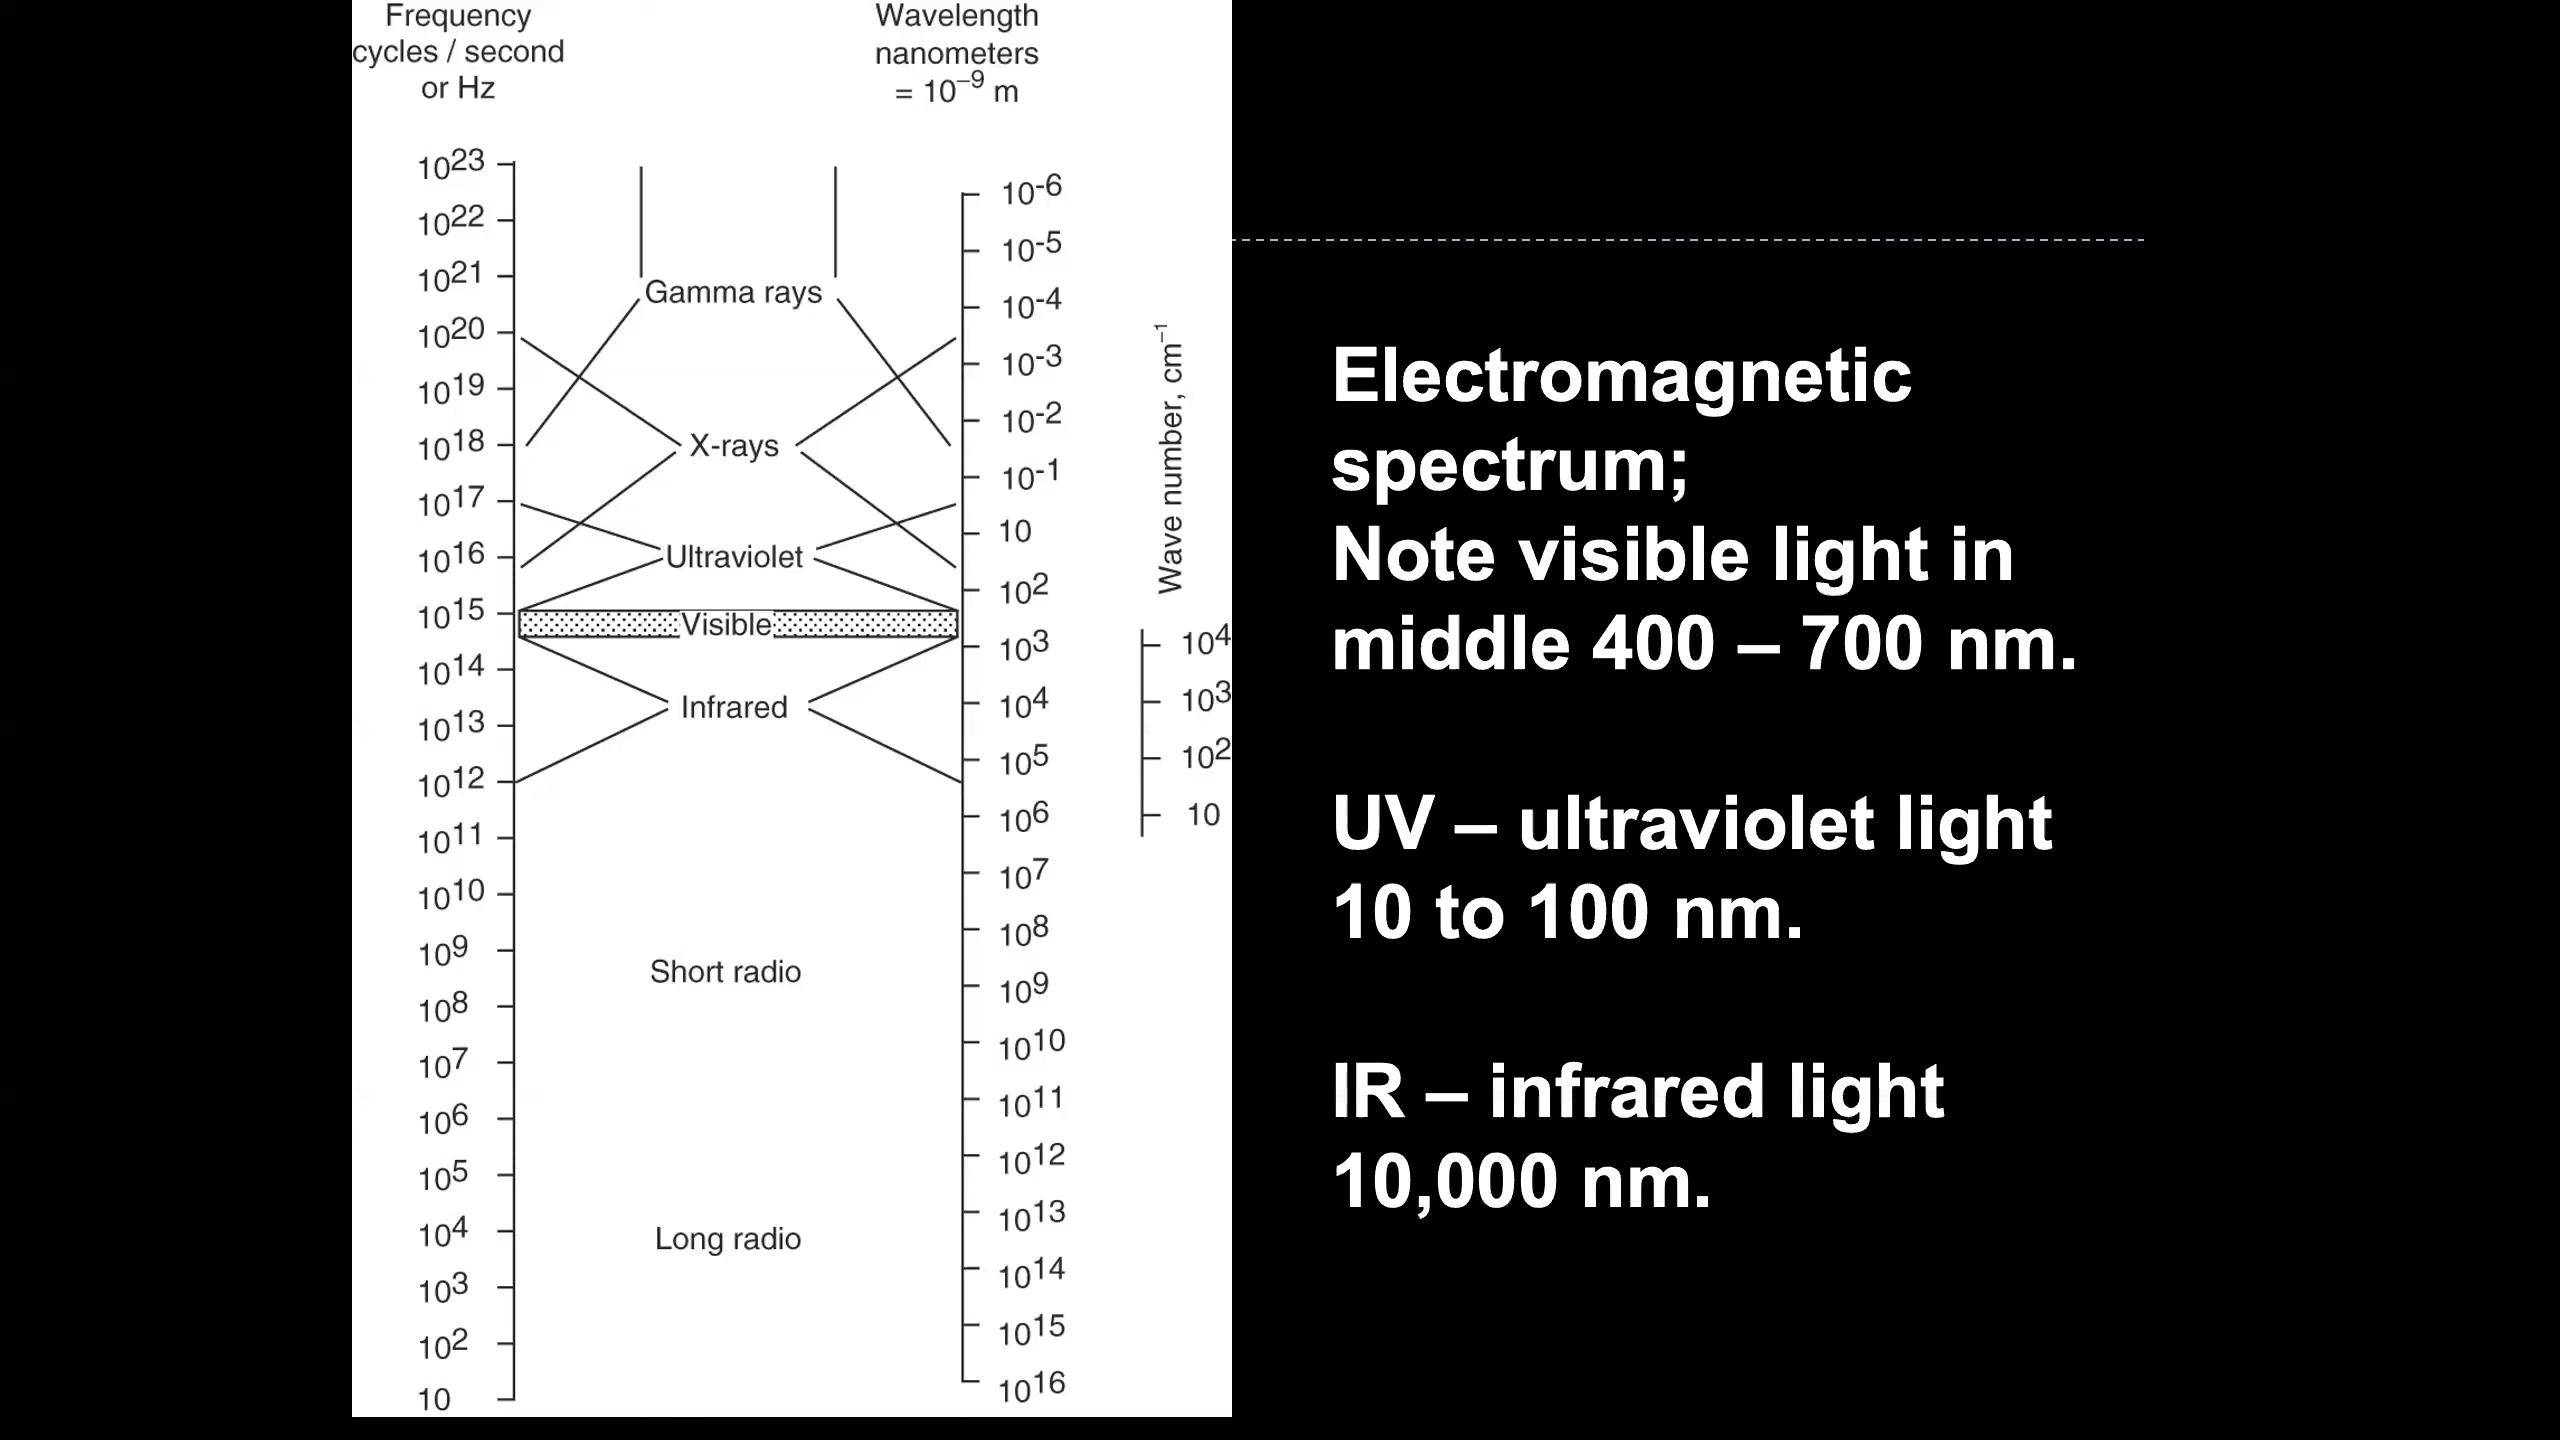 Frequency
cycles / second
or Hz
Wavelength
nanometers
= 10⁻⁹ m
10²³
10²²
10²¹
10²⁰
10¹⁹
10¹⁸
10¹⁷
10¹⁶
10¹⁵
10¹⁴
10¹³
10¹²
10¹¹
10¹⁰
10⁹
10⁸
10⁷
10⁶
10⁵
10⁴
10³
10²
10
Gamma rays
X-rays
Ultraviolet
Visible
Infrared
Short radio
Long radio
10⁻⁶
10⁻⁵
10⁻⁴
10⁻³
10⁻²
10⁻¹
10
10²
10³
10⁴
10⁵
10⁶
10⁷
10⁸
10⁹
10¹⁰
10¹¹
10¹²
10¹³
10¹⁴
10¹⁵
10¹⁶
Wave number, cm⁻¹
10⁴
10³
10²
10
Electromagnetic
spectrum;
Note visible light in
middle 400 – 700 nm.
UV – ultraviolet light
10 to 100 nm.
IR – infrared light
10,000 nm.